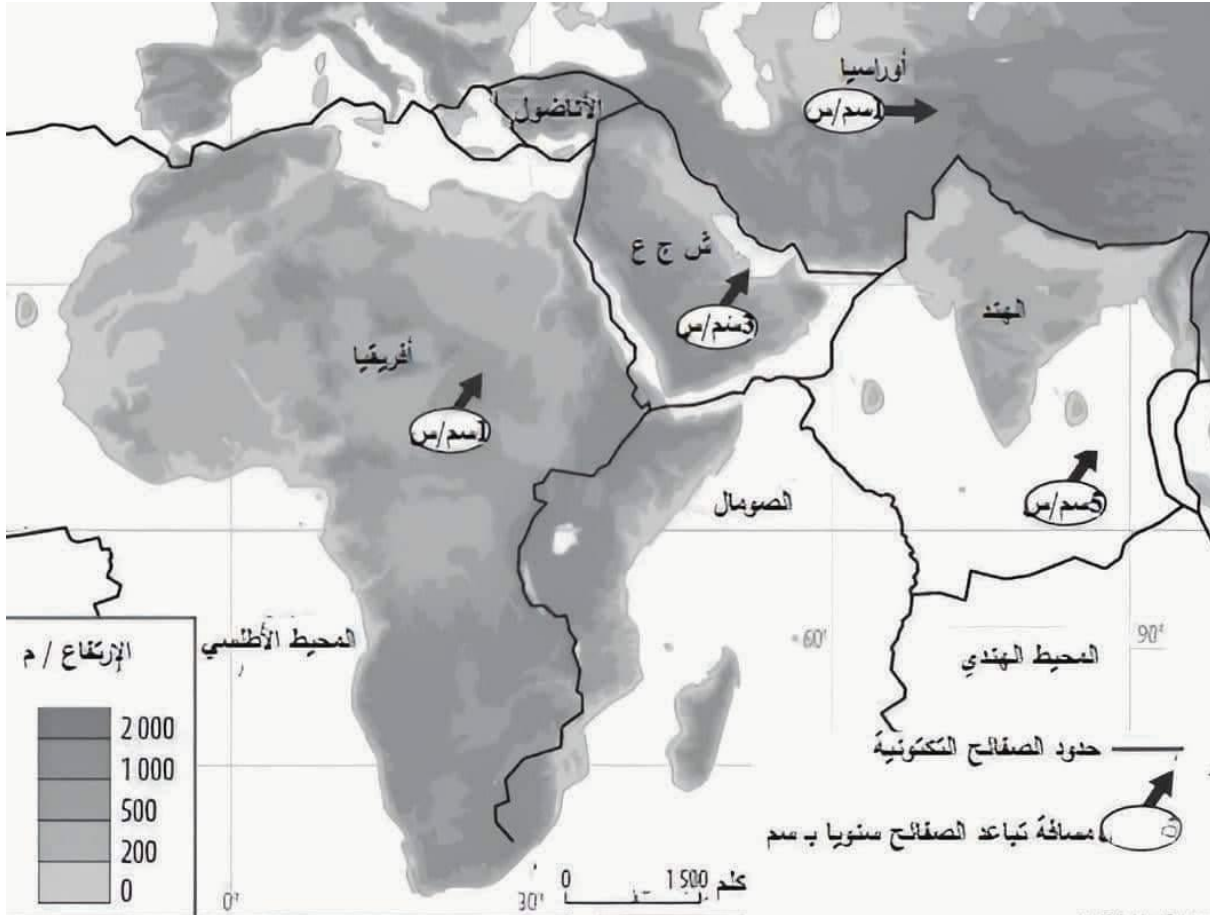 أوراسيا
1سم/س
الأناضول
ش ج ع
3سم/س
الهند
أفريقيا
1سم/س
5سم/س
الصومال
المحيط الأطلسي
60°
90°
المحيط الهندي
الإرتفاع / م
2 000
1 000
500
200
0
حدود الصفائح التكتونية
مسافة تباعد الصفائح سنويا بـ سم
0 1 500 كلم
0°
30°